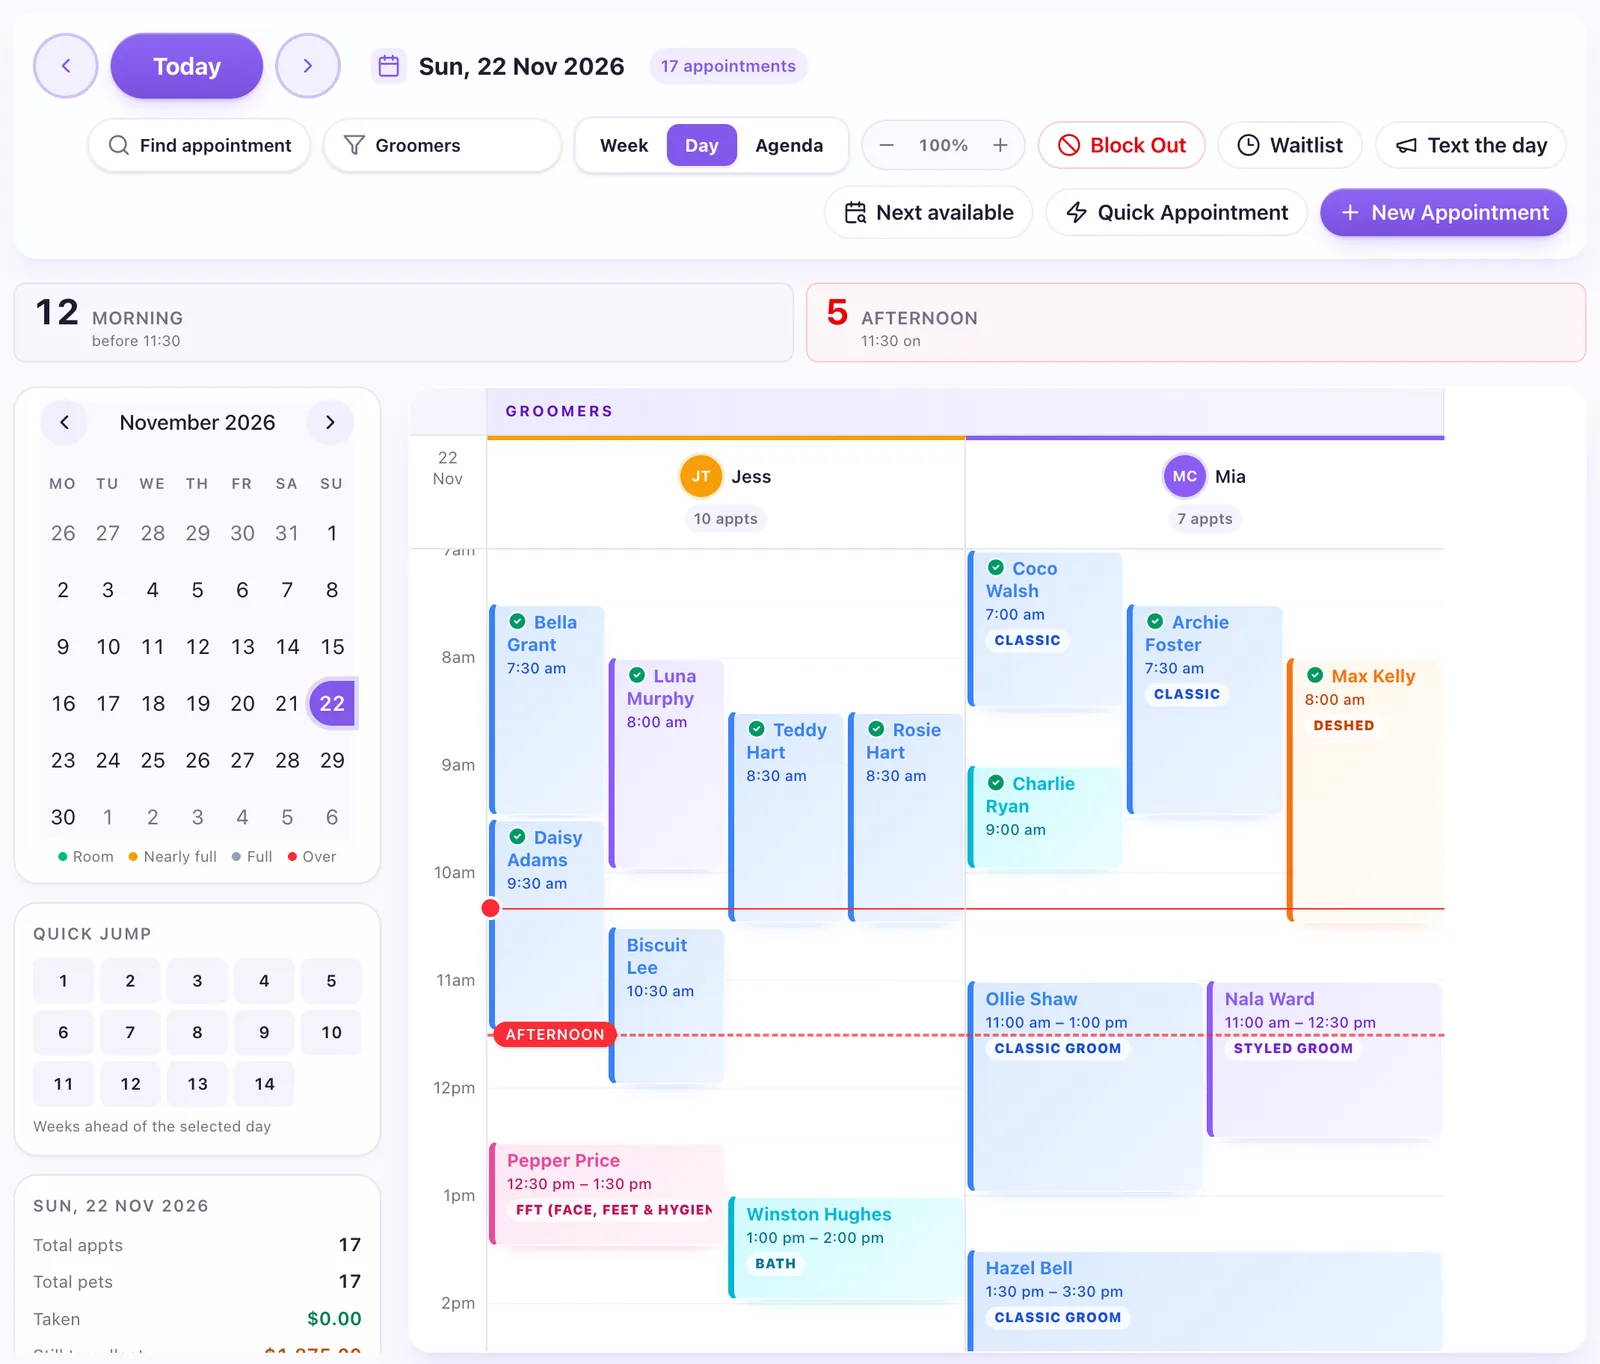 Today
Sun, 22 Nov 2026
17 appointments
Find appointment
Groomers
Week
Day
Agenda
− 100% +
Block Out
Waitlist
Text the day
Next available
Quick Appointment
+ New Appointment
12 MORNING
before 11:30
5 AFTERNOON
11:30 on
November 2026
MO TU WE TH FR SA SU
26 27 28 29 30 31 1
2 3 4 5 6 7 8
9 10 11 12 13 14 15
16 17 18 19 20 21 22
23 24 25 26 27 28 29
30 1 2 3 4 5 6
Room Nearly full Full Over
QUICK JUMP
1 2 3 4 5
6 7 8 9 10
11 12 13 14
Weeks ahead of the selected day
SUN, 22 NOV 2026
Total appts 17
Total pets 17
Taken $0.00
GROOMERS
22
Nov
JT Jess
10 appts
MC Mia
7 appts
7am
8am
9am
10am
11am
12pm
1pm
2pm
Bella
Grant
7:30 am
Luna
Murphy
8:00 am
Teddy
Hart
8:30 am
Rosie
Hart
8:30 am
Daisy
Adams
9:30 am
Biscuit
Lee
10:30 am
AFTERNOON
Pepper Price
12:30 pm – 1:30 pm
FFT (FACE, FEET & HYGIEN
Winston Hughes
1:00 pm – 2:00 pm
BATH
Coco
Walsh
7:00 am
CLASSIC
Archie
Foster
7:30 am
CLASSIC
Max Kelly
8:00 am
DESHED
Charlie
Ryan
9:00 am
Ollie Shaw
11:00 am – 1:00 pm
CLASSIC GROOM
Nala Ward
11:00 am – 12:30 pm
STYLED GROOM
Hazel Bell
1:30 pm – 3:30 pm
CLASSIC GROOM